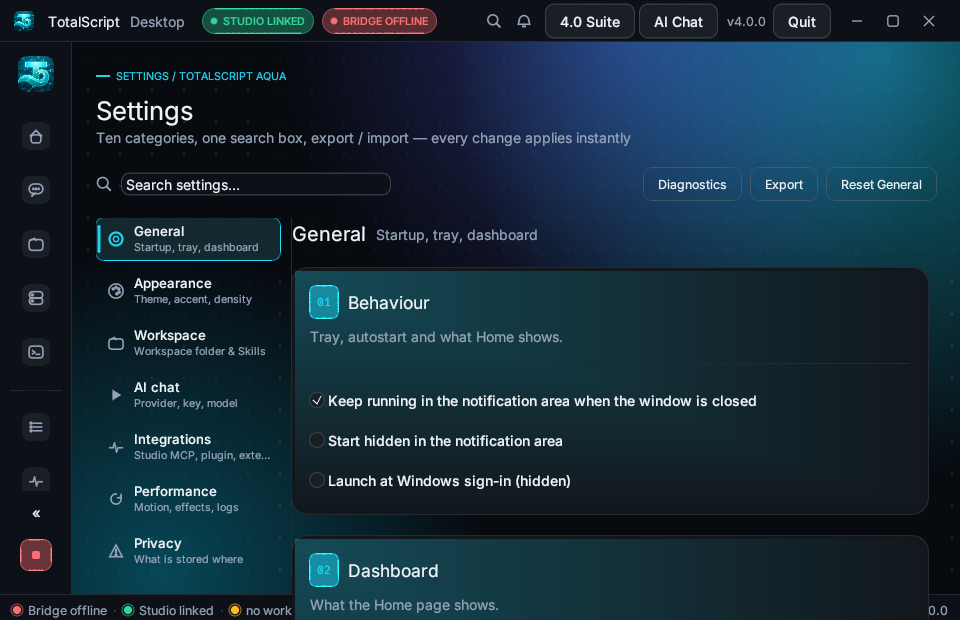 TotalScript Desktop STUDIO LINKED BRIDGE OFFLINE 4.0 Suite AI Chat v4.0.0 Quit
SETTINGS / TOTALSCRIPT AQUA
Settings
Ten categories, one search box, export / import — every change applies instantly
Search settings...
Diagnostics Export Reset General
General
Startup, tray, dashboard
Appearance
Theme, accent, density
Workspace
Workspace folder & Skills
AI chat
Provider, key, model
Integrations
Studio MCP, plugin, exte...
Performance
Motion, effects, logs
Privacy
What is stored where
General Startup, tray, dashboard
01 Behaviour
Tray, autostart and what Home shows.
Keep running in the notification area when the window is closed
Start hidden in the notification area
Launch at Windows sign-in (hidden)
02 Dashboard
What the Home page shows.
«
Bridge offline · Studio linked · no work
0.0